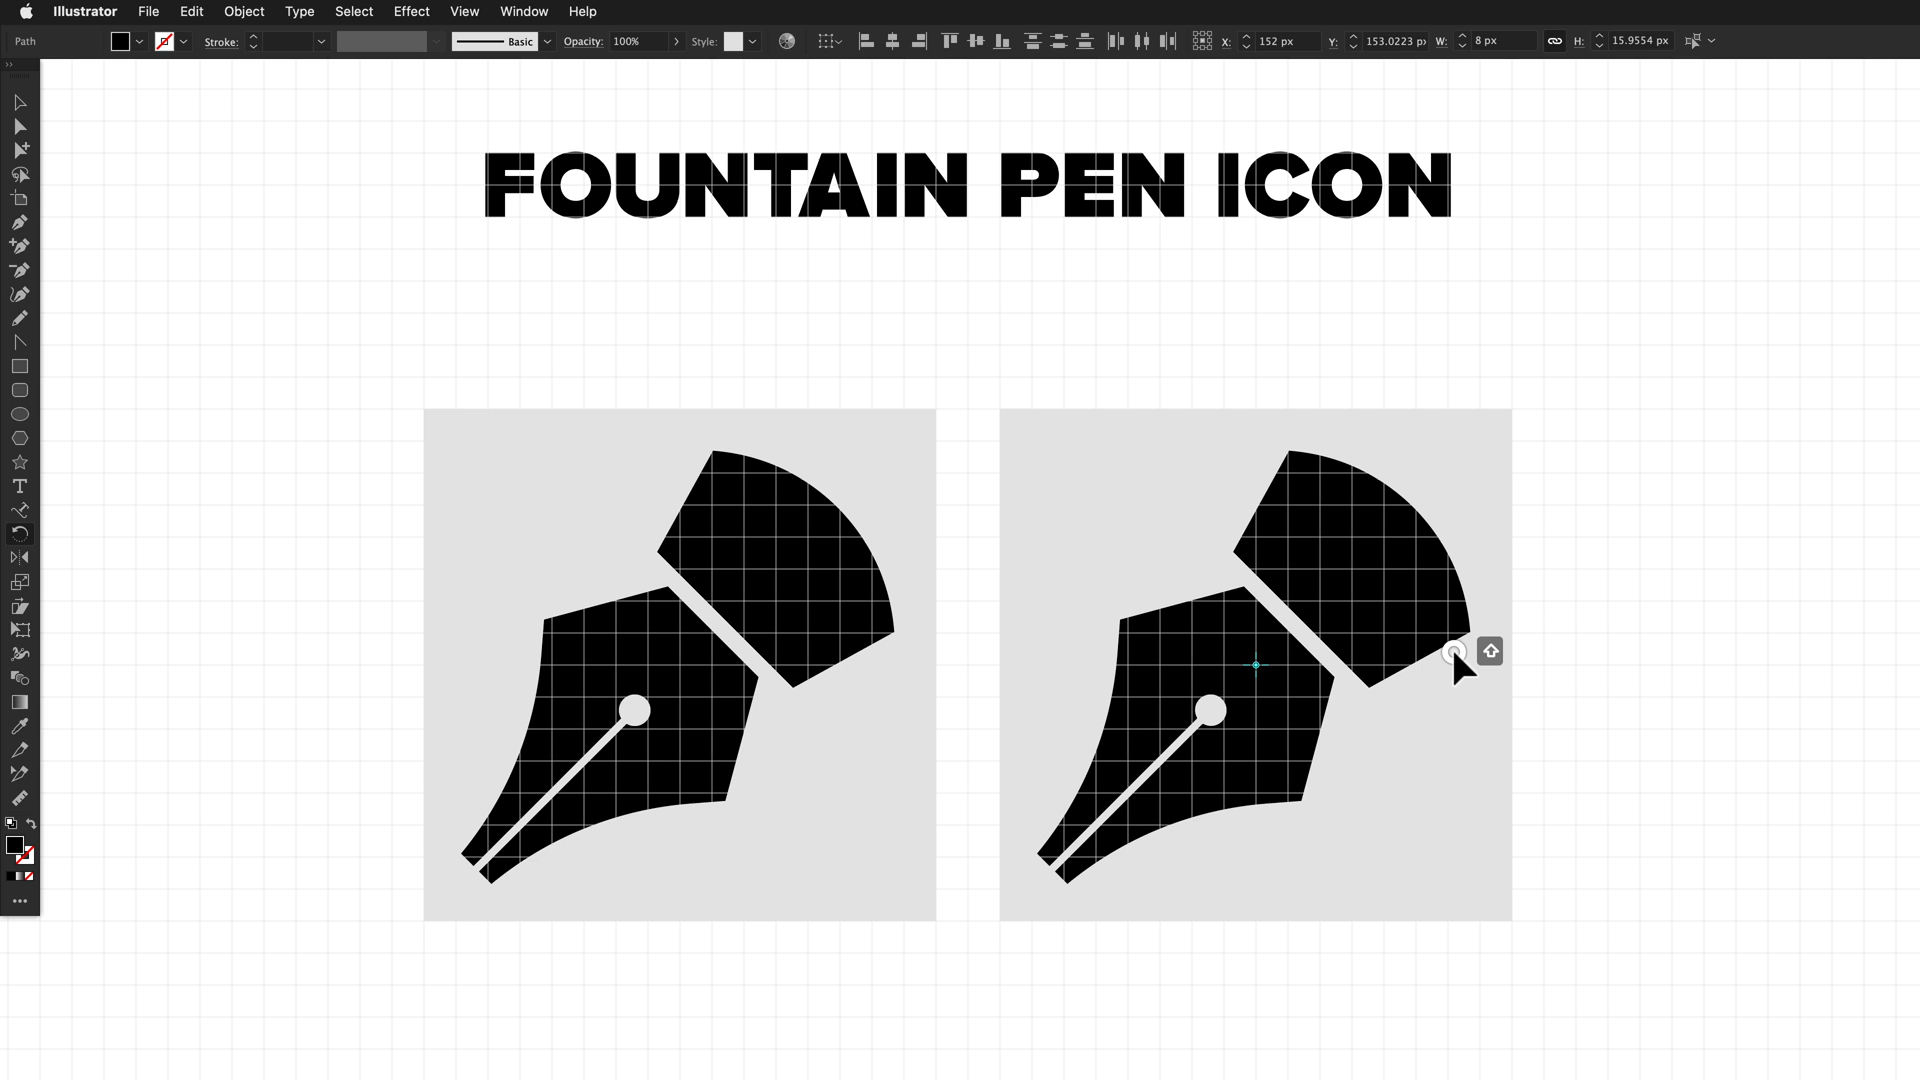 Illustrator File Edit Object Type Select Effect View Window Help
Path Stroke: Basic Opacity: 100% Style: X: 152 px Y: 153.0223 px W: 8 px H: 15.9554 px
FOUNTAIN PEN ICON